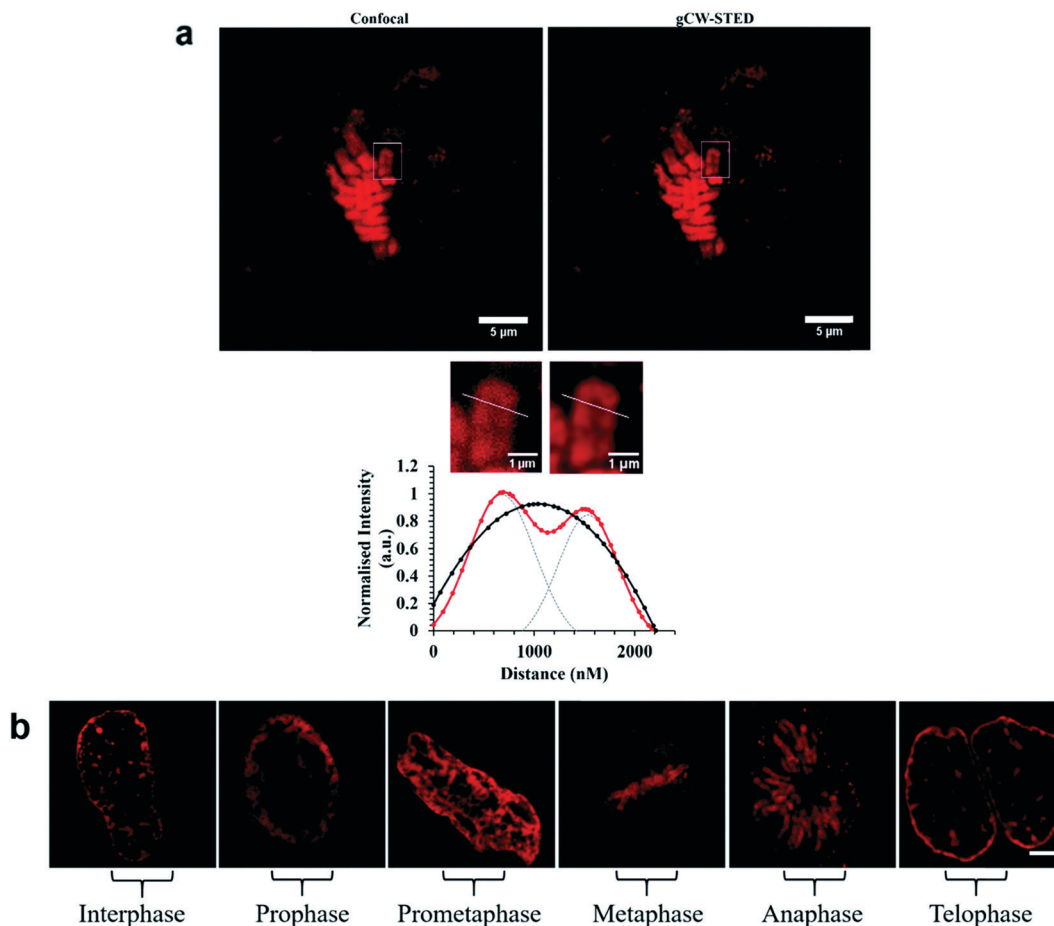 a
Confocal
gCW-STED
5 µm
5 µm
1 µm
1 µm
Normalised Intensity
(a.u.)
1.2
1
0.8
0.6
0.4
0.2
0
0
1000
2000
Distance (nM)
b
Interphase
Prophase
Prometaphase
Metaphase
Anaphase
Telophase